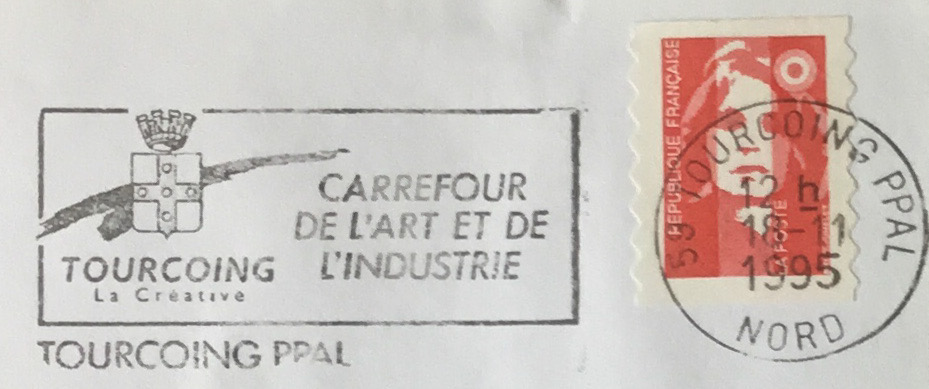 CARREFOUR
DE L'ART ET DE
L'INDUSTRIE
TOURCOING
La Créative
TOURCOING PPAL
REPUBLIQUE FRANÇAISE
LA POSTE
59 TOURCOING PPAL
12 h
18-11
1995
NORD